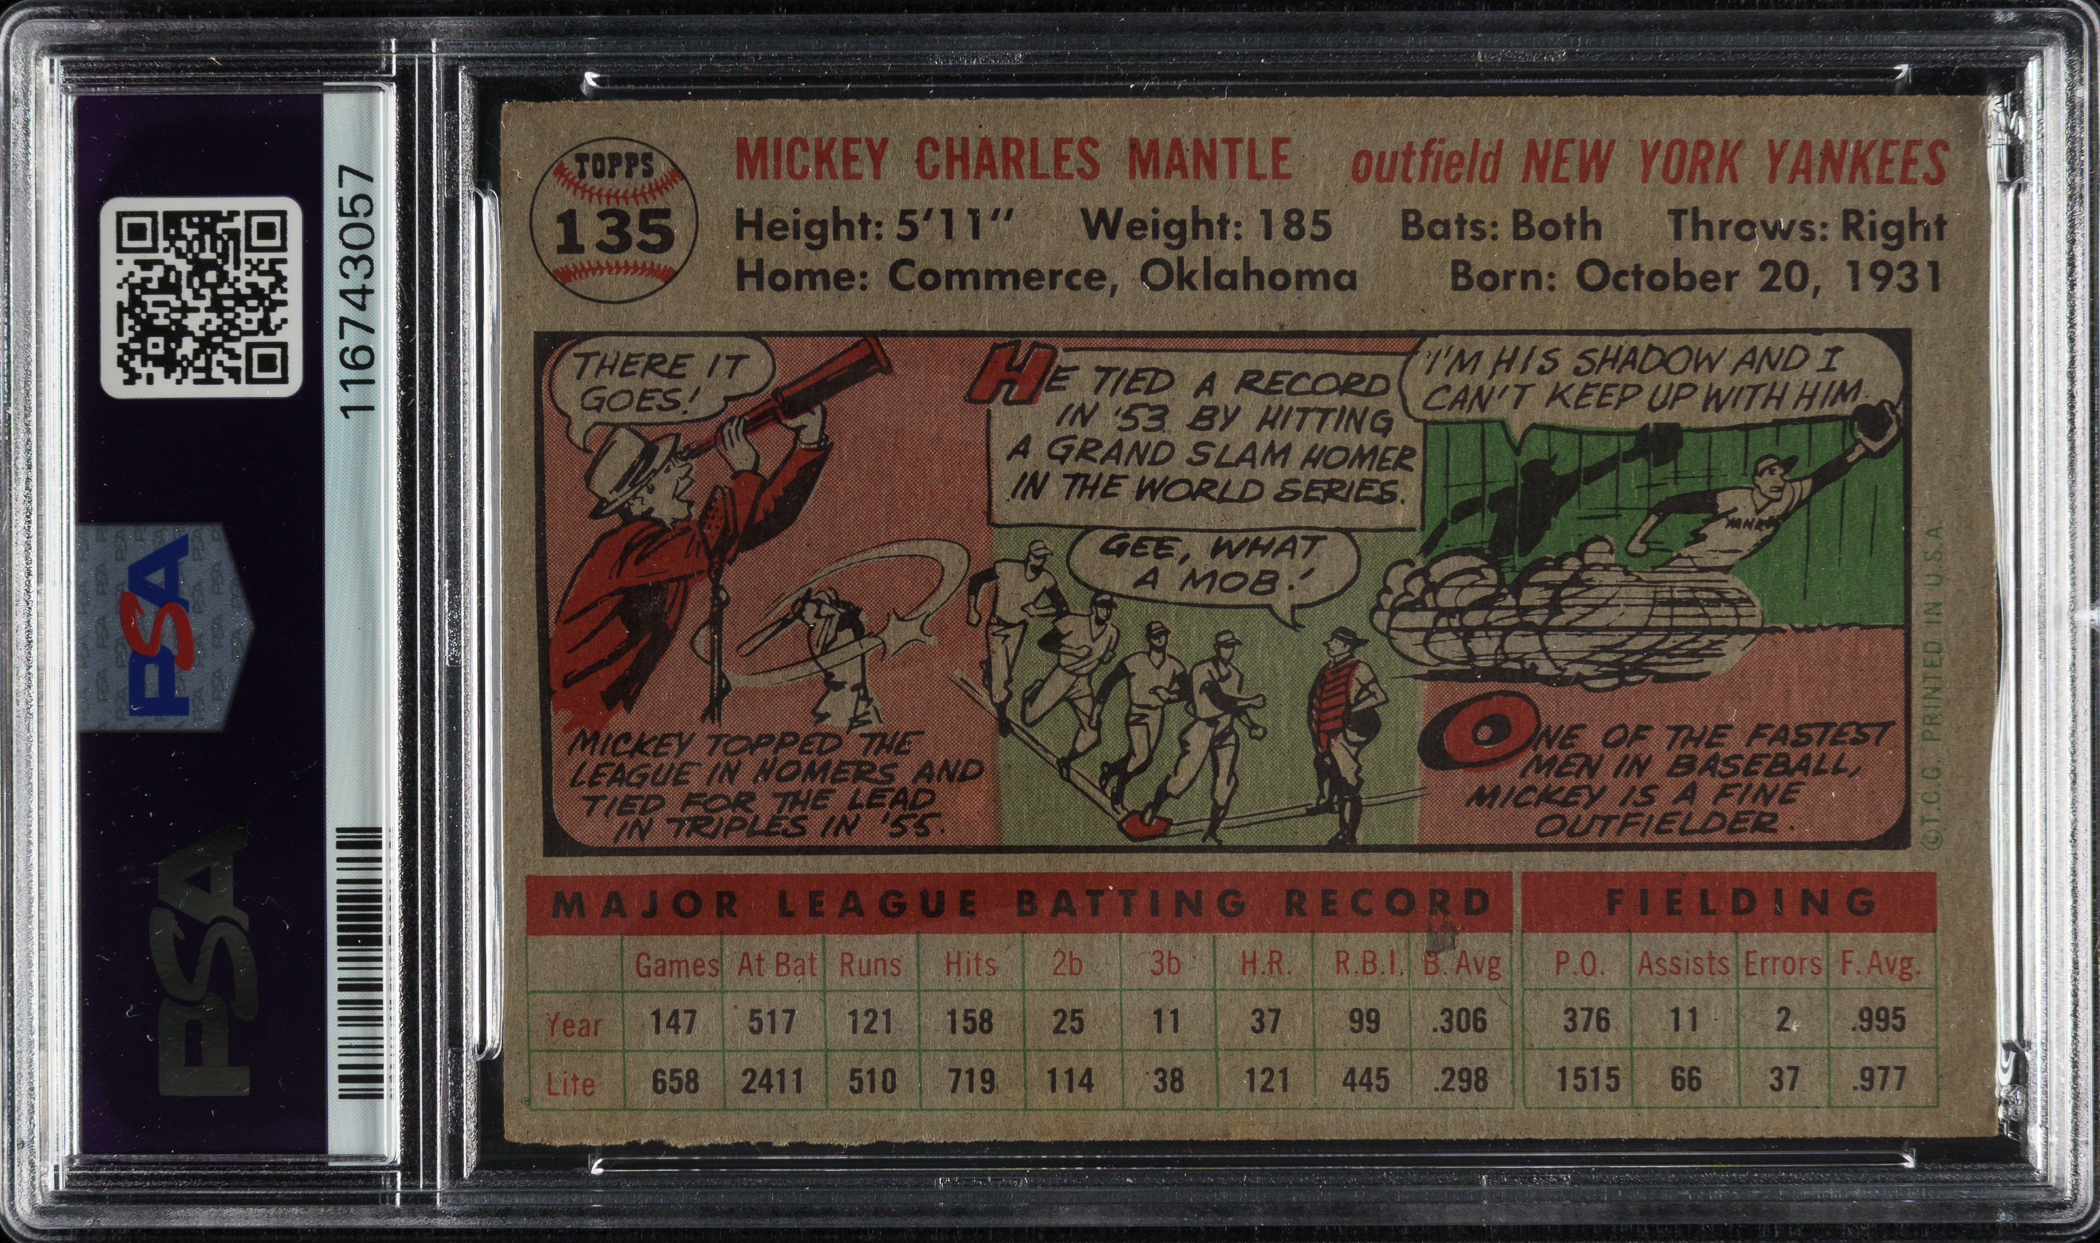 116743057
PSA
PSA
TOPPS
135
MICKEY CHARLES MANTLE outfield NEW YORK YANKEES
Height: 5'11" Weight: 185 Bats: Both Throws: Right
Home: Commerce, Oklahoma Born: October 20, 1931
THERE IT
GOES!
MICKEY TOPPED THE
LEAGUE IN HOMERS AND
TIED FOR THE LEAD
IN TRIPLES IN '55.
HE TIED A RECORD
IN '53 BY HITTING
A GRAND SLAM HOMER
IN THE WORLD SERIES.
GEE, WHAT
A MOB!
I'M HIS SHADOW AND I
CAN'T KEEP UP WITH HIM.
YANKS
ONE OF THE FASTEST
MEN IN BASEBALL,
MICKEY IS A FINE
OUTFIELDER.
©T.C.G. PRINTED IN U.S.A.
MAJOR LEAGUE BATTING RECORD FIELDING
Games At Bat Runs Hits 2b 3b H.R. R.B.I. B. Avg P.O. Assists Errors F. Avg.
Year 147 517 121 158 25 11 37 99 .306 376 11 2 .995
Life 658 2411 510 719 114 38 121 445 .298 1515 66 37 .977